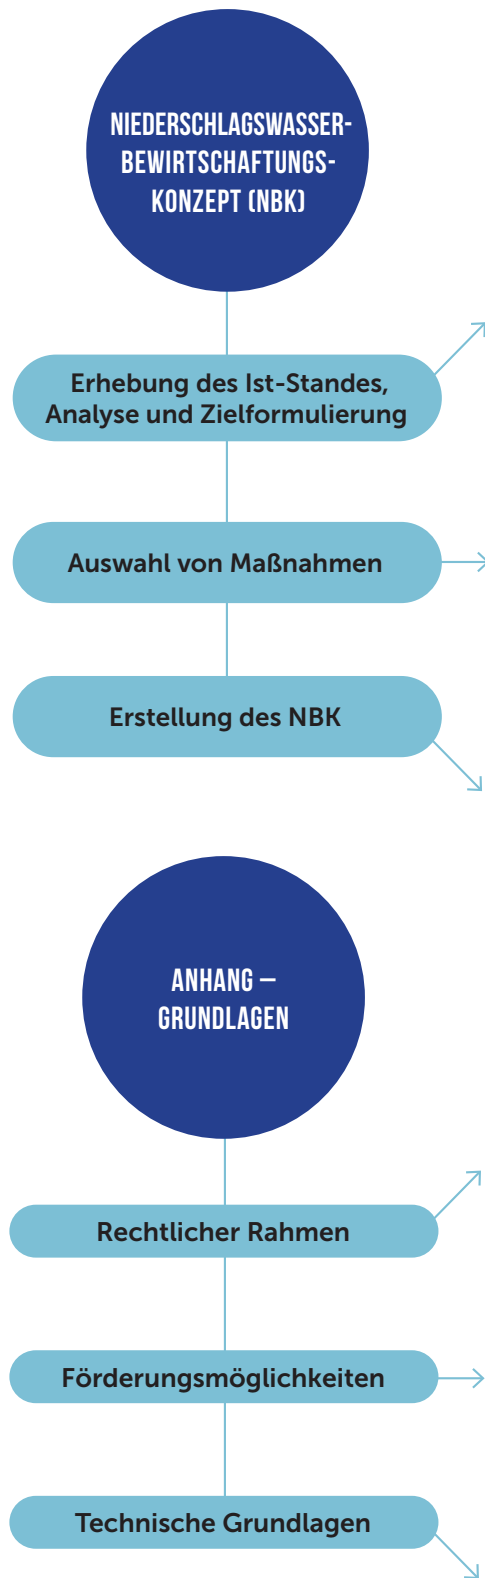 NIEDERSCHLAGSWASSER-
BEWIRTSCHAFTUNGS-
KONZEPT (NBK)
Erhebung des Ist-Standes,
Analyse und Zielformulierung
Auswahl von Maßnahmen
Erstellung des NBK
ANHANG –
GRUNDLAGEN
Rechtlicher Rahmen
Förderungsmöglichkeiten
Technische Grundlagen